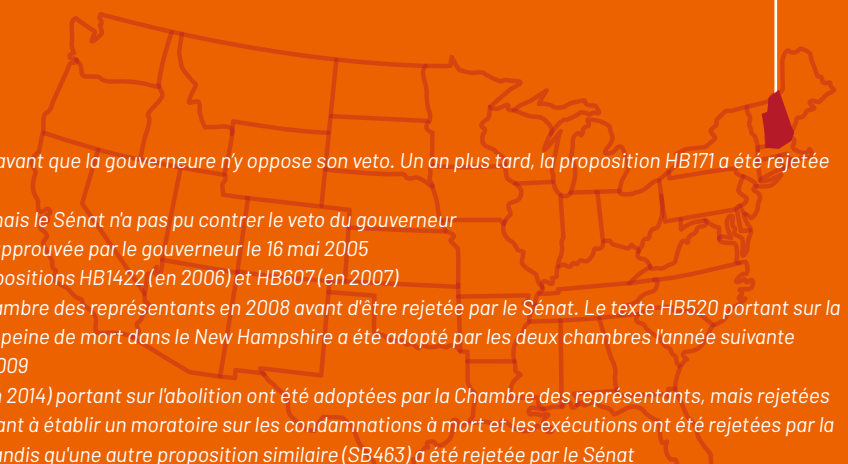 avant que la gouverneure n'y oppose son veto. Un an plus tard, la proposition HB171 a été rejetée
mais le Sénat n'a pas pu contrer le veto du gouverneur
approuvée par le gouverneur le 16 mai 2005
positions HB1422 (en 2006) et HB607 (en 2007)
ambre des représentants en 2008 avant d'être rejetée par le Sénat. Le texte HB520 portant sur la
peine de mort dans le New Hampshire a été adopté par les deux chambres l'année suivante
009
n 2014) portant sur l'abolition ont été adoptées par la Chambre des représentants, mais rejetées
ant à établir un moratoire sur les condamnations à mort et les exécutions ont été rejetées par la
andis qu'une autre proposition similaire (SB463) a été rejetée par le Sénat